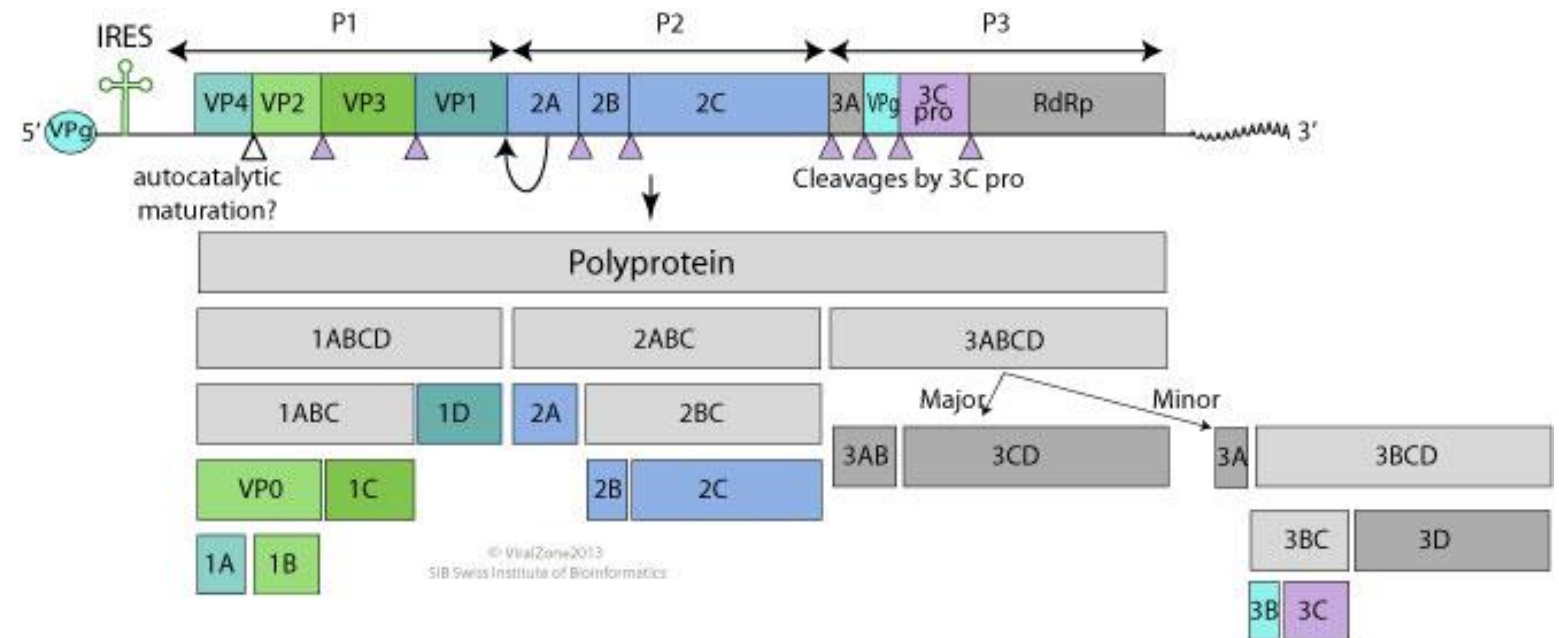 P1 P2 P3
IRES
VP4 VP2 VP3 VP1 2A 2B 2C 3A VPg 3C pro RdRp
5' VPg 3'
autocatalytic
maturation?
Cleavages by 3C pro
Polyprotein
1ABCD 2ABC 3ABCD
Major Minor
1ABC 1D 2A 2BC
3AB 3CD 3A 3BCD
VP0 1C 2B 2C
3BC 3D
1A 1B
© ViralZone2013
SIB Swiss Institute of Bioinformatics
3B 3C